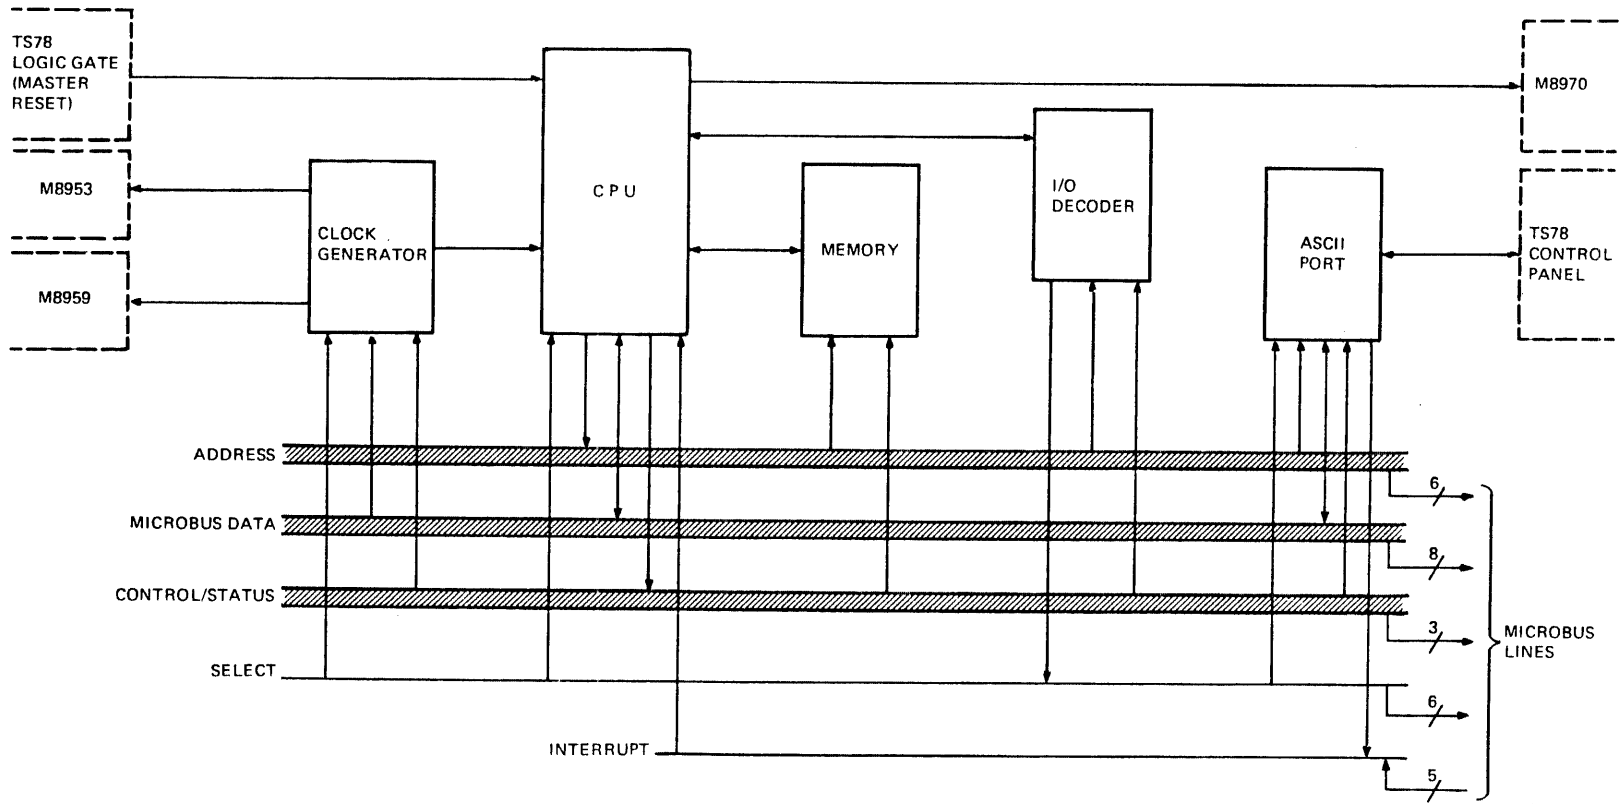 TS78
LOGIC GATE
(MASTER
RESET)
M8953
M8959
CLOCK
GENERATOR
CPU
MEMORY
I/O
DECODER
ASCII
PORT
M8970
TS78
CONTROL
PANEL
ADDRESS
MICROBUS DATA
CONTROL/STATUS
SELECT
INTERRUPT
6
8
3
6
5
MICROBUS
LINES